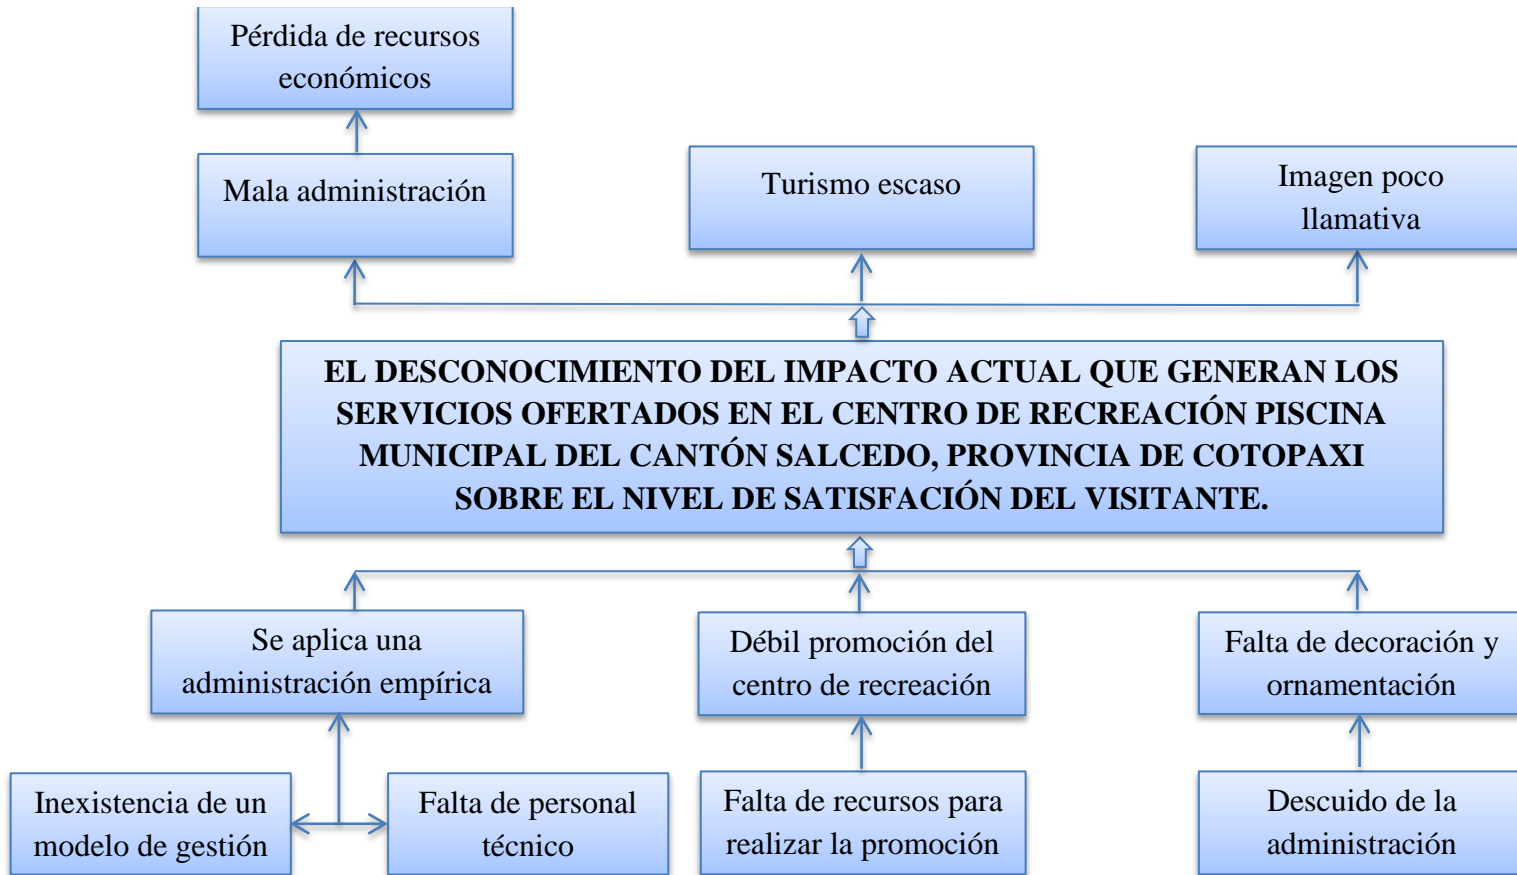 Pérdida de recursos
económicos
Mala administración
Turismo escaso
Imagen poco
llamativa
EL DESCONOCIMIENTO DEL IMPACTO ACTUAL QUE GENERAN LOS
SERVICIOS OFERTADOS EN EL CENTRO DE RECREACIÓN PISCINA
MUNICIPAL DEL CANTÓN SALCEDO, PROVINCIA DE COTOPAXI
SOBRE EL NIVEL DE SATISFACIÓN DEL VISITANTE.
Se aplica una
administración empírica
Débil promoción del
centro de recreación
Falta de decoración y
ornamentación
Inexistencia de un
modelo de gestión
Falta de personal
técnico
Falta de recursos para
realizar la promoción
Descuido de la
administración